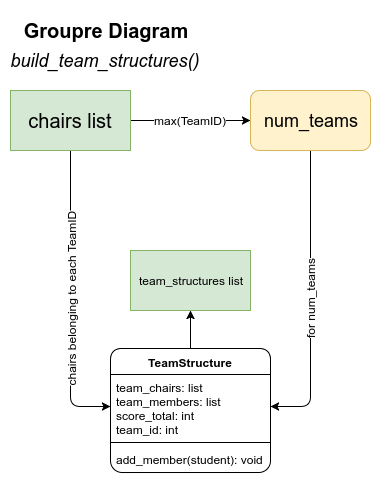 Groupre Diagram
build_team_structures()
chairs list
max(TeamID)
num_teams
chairs belonging to each TeamID
for num_teams
team_structures list
TeamStructure
team_chairs: list
team_members: list
score_total: int
team_id: int
add_member(student): void